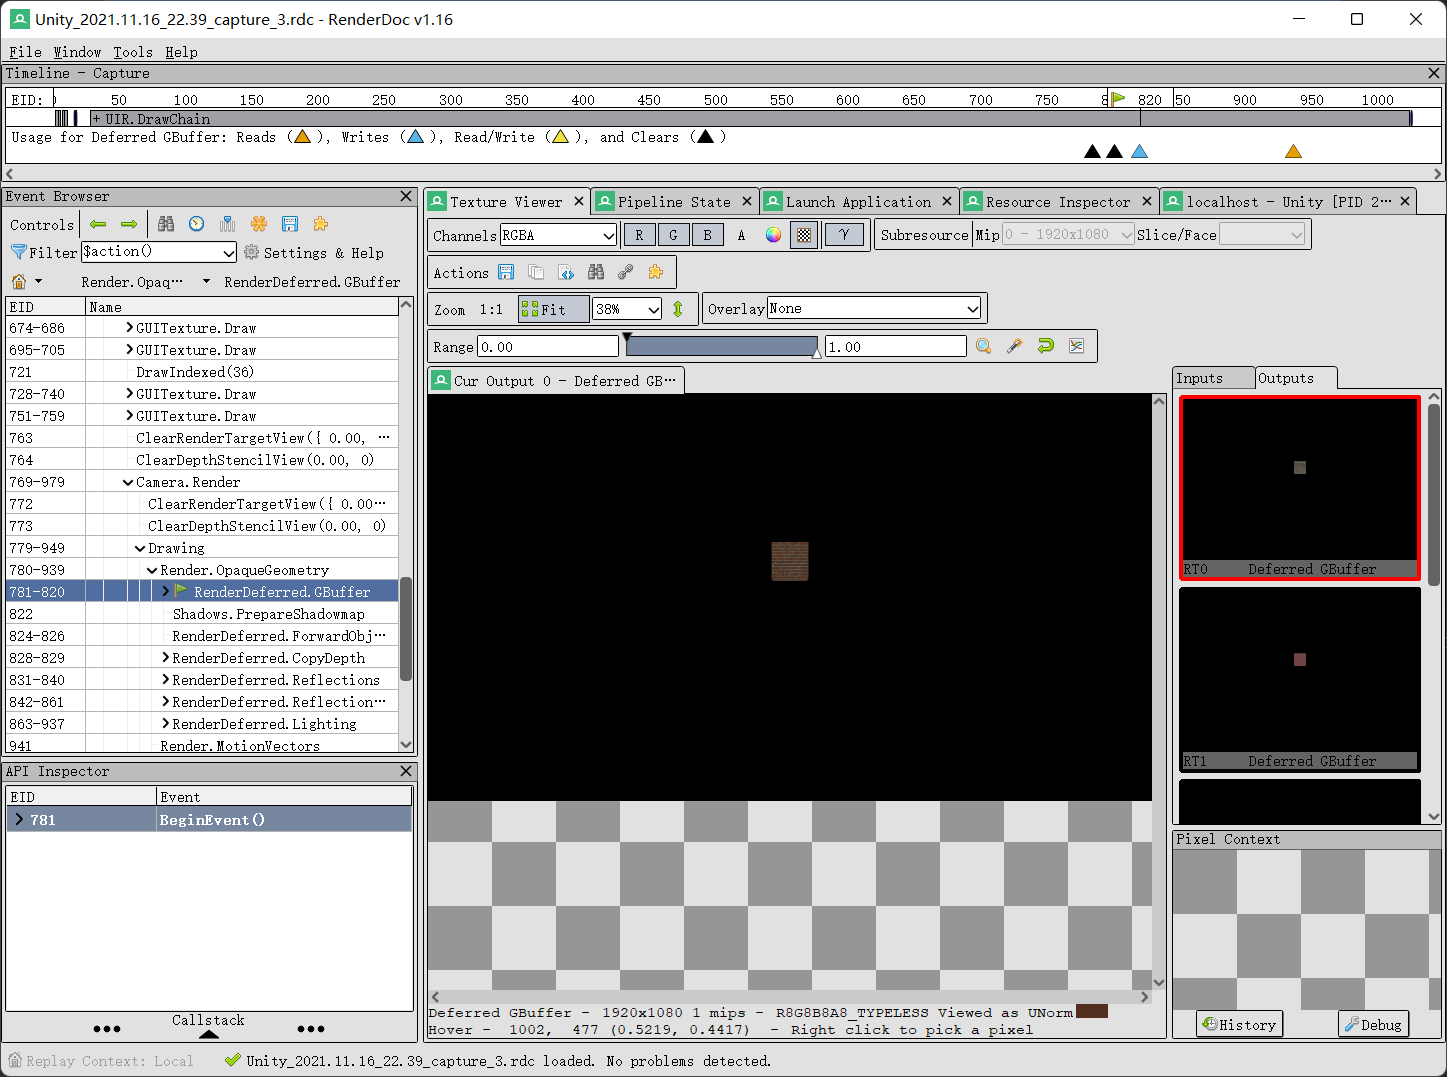 Unity_2021.11.16_22.39_capture_3.rdc - RenderDoc v1.16
File Window Tools Help
Timeline - Capture
EID: 50 100 150 200 250 300 350 400 450 500 550 600 650 700 750 8 820 50 900 950 1000
+ UIR.DrawChain
Usage for Deferred GBuffer: Reads ( ), Writes ( ), Read/Write ( ), and Clears ( )
Event Browser
Controls
Filter $action() Settings & Help
Render.Opaq··· RenderDeferred.GBuffer
EID Name
674-686 GUITexture.Draw
695-705 GUITexture.Draw
721 DrawIndexed(36)
728-740 GUITexture.Draw
751-759 GUITexture.Draw
763 ClearRenderTargetView({ 0.00, ···
764 ClearDepthStencilView(0.00, 0)
769-979 Camera.Render
772 ClearRenderTargetView({ 0.00···
773 ClearDepthStencilView(0.00, 0)
779-949 Drawing
780-939 Render.OpaqueGeometry
781-820 RenderDeferred.GBuffer
822 Shadows.PrepareShadowmap
824-826 RenderDeferred.ForwardObj···
828-829 RenderDeferred.CopyDepth
831-840 RenderDeferred.Reflections
842-861 RenderDeferred.Reflection···
863-937 RenderDeferred.Lighting
941 Render.MotionVectors
API Inspector
EID Event
781 BeginEvent()
Callstack
Texture Viewer Pipeline State Launch Application Resource Inspector localhost - Unity [PID 2···
Channels RGBA R G B A γ Subresource Mip 0 - 1920x1080 Slice/Face
Actions
Zoom 1:1 Fit 38% Overlay None
Range 0.00 1.00
Cur Output 0 - Deferred GB···
Inputs Outputs
RT0 Deferred GBuffer
RT1 Deferred GBuffer
Pixel Context
History Debug
Deferred GBuffer - 1920x1080 1 mips - R8G8B8A8_TYPELESS Viewed as UNorm
Hover - 1002, 477 (0.5219, 0.4417) - Right click to pick a pixel
Replay Context: Local Unity_2021.11.16_22.39_capture_3.rdc loaded. No problems detected.